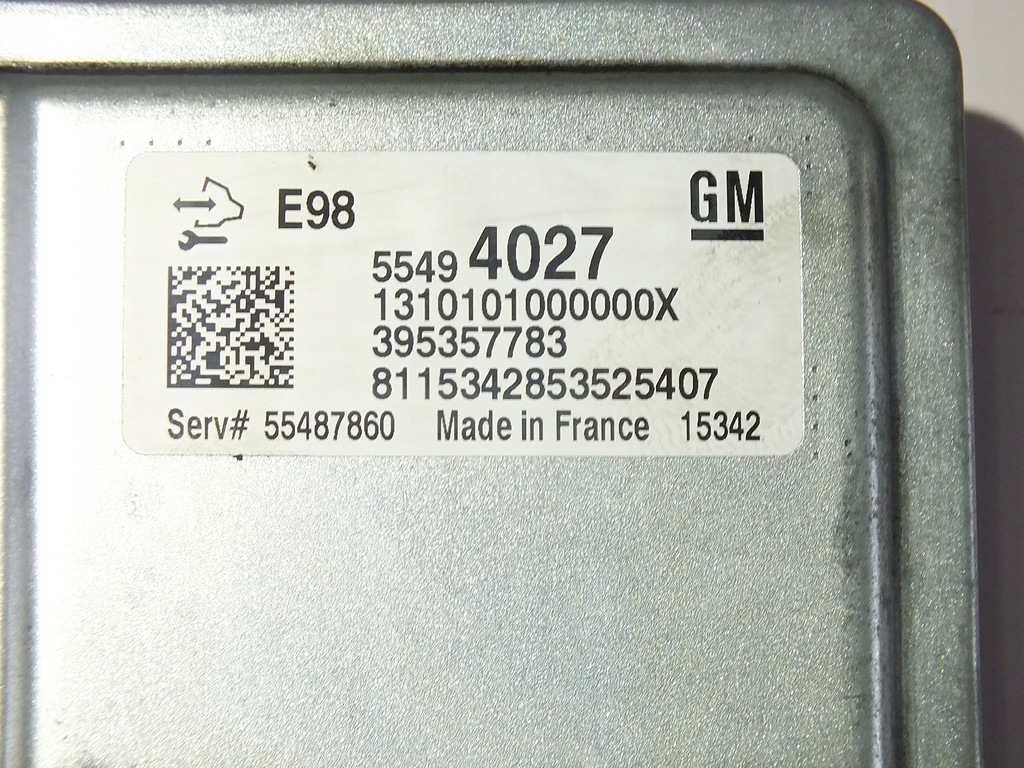 E98
GM
5549 4027
1310101000000X
395357783
8115342853525407
Serv# 55487860 Made in France 15342